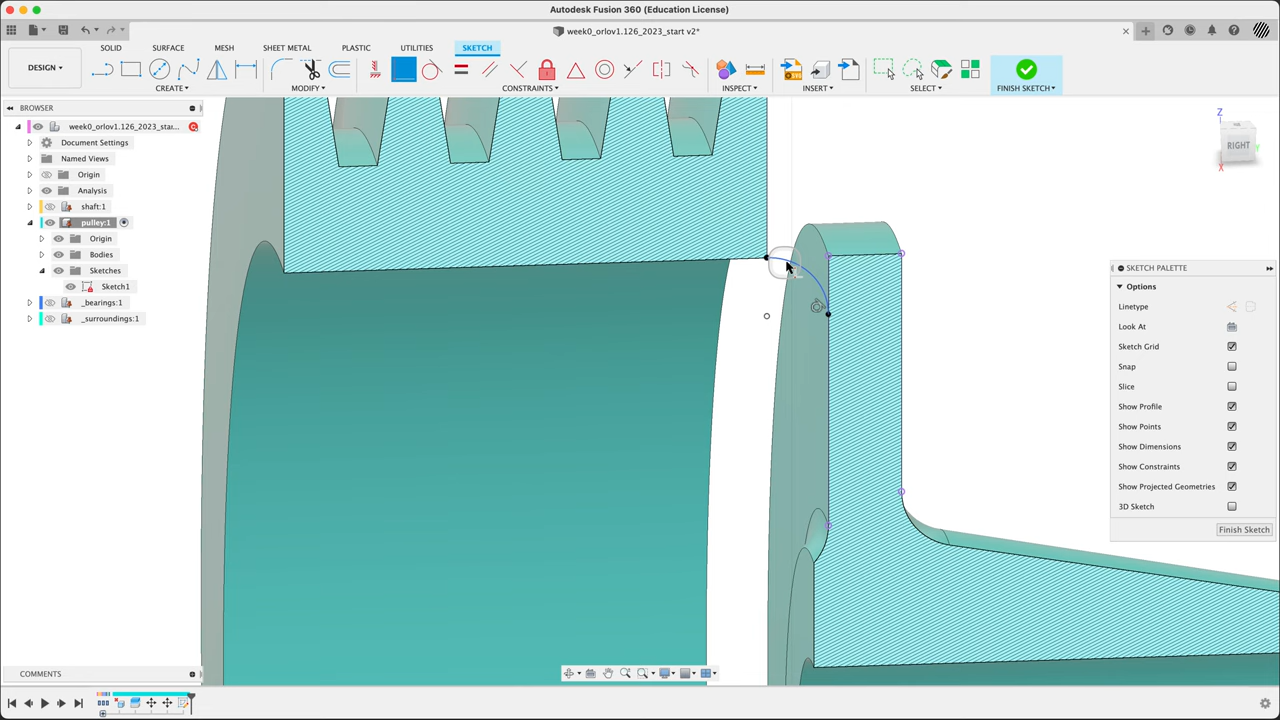 Autodesk Fusion 360 (Education License)
week0_orlov1.126_2023_start v2*
DESIGN
SOLID
SURFACE
MESH
SHEET METAL
PLASTIC
UTILITIES
SKETCH
CREATE
MODIFY
CONSTRAINTS
INSPECT
INSERT
SELECT
FINISH SKETCH
BROWSER
week0_orlov1.126_2023_star...
Document Settings
Named Views
Origin
Analysis
shaft:1
pulley:1
Origin
Bodies
Sketches
Sketch1
_bearings:1
_surroundings:1
Z
RIGHT
Y
X
SKETCH PALETTE
Options
Linetype
Look At
Sketch Grid
Snap
Slice
Show Profile
Show Points
Show Dimensions
Show Constraints
Show Projected Geometries
3D Sketch
Finish Sketch
COMMENTS